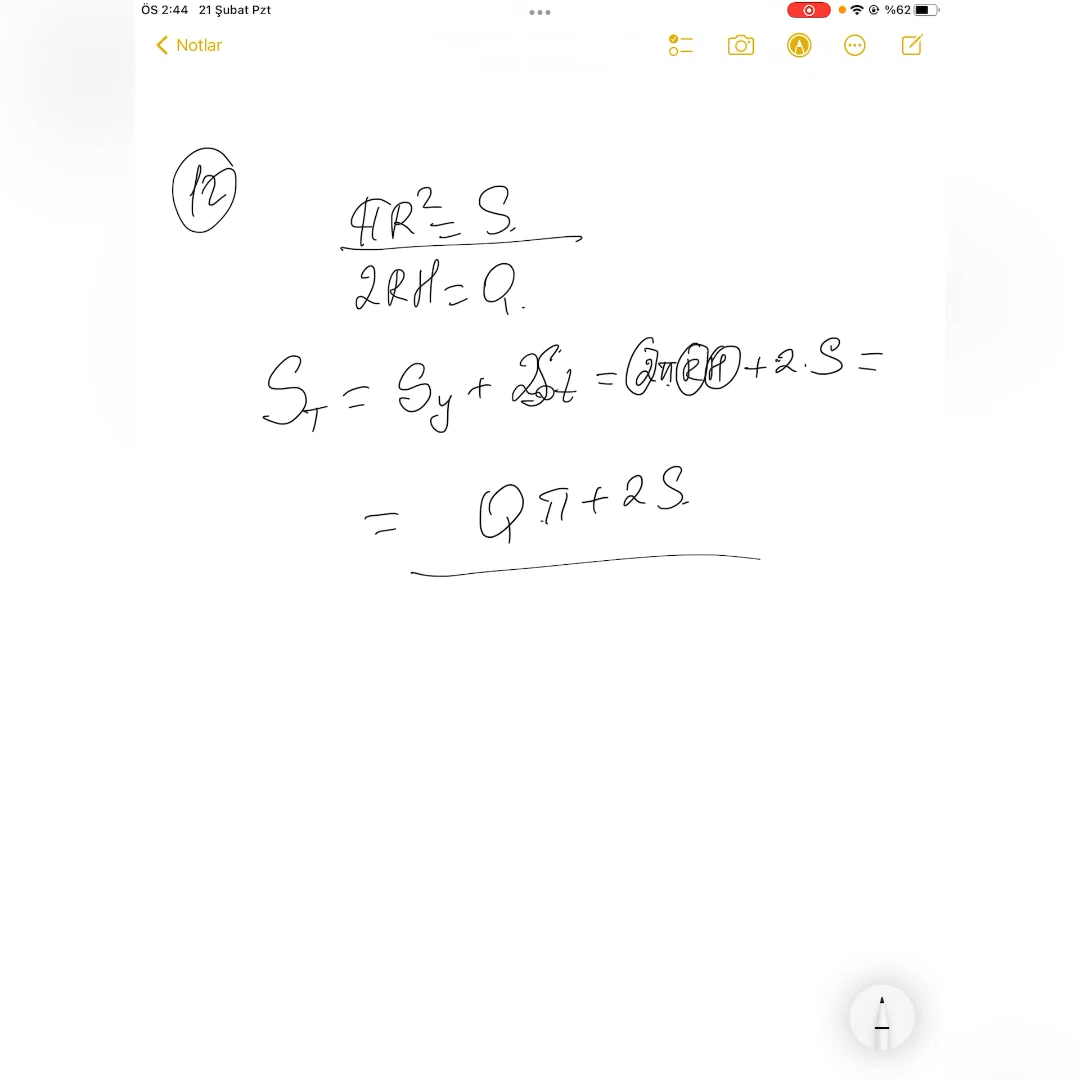 ÖS 2:44 21 Şubat Pzt %62
Notlar
12
πR² = S.
2RH = Q.
S_T = S_y + 2S_t = 2πRH + 2.S =
= Qπ + 2S.